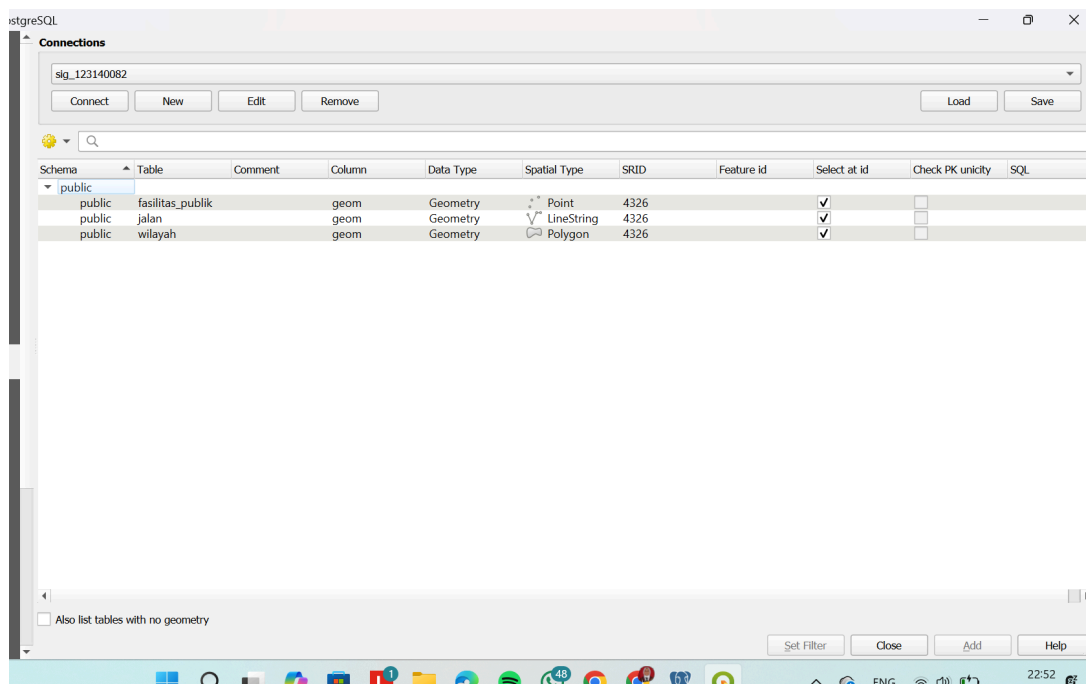 ostgreSQL
Connections
sig_123140082
Connect New Edit Remove Load Save
Schema Table Comment Column Data Type Spatial Type SRID Feature id Select at id Check PK unicity SQL
public
public fasilitas_publik geom Geometry Point 4326
public jalan geom Geometry LineString 4326
public wilayah geom Geometry Polygon 4326
Also list tables with no geometry
Set Filter Close Add Help
1 48 ENG 22:52